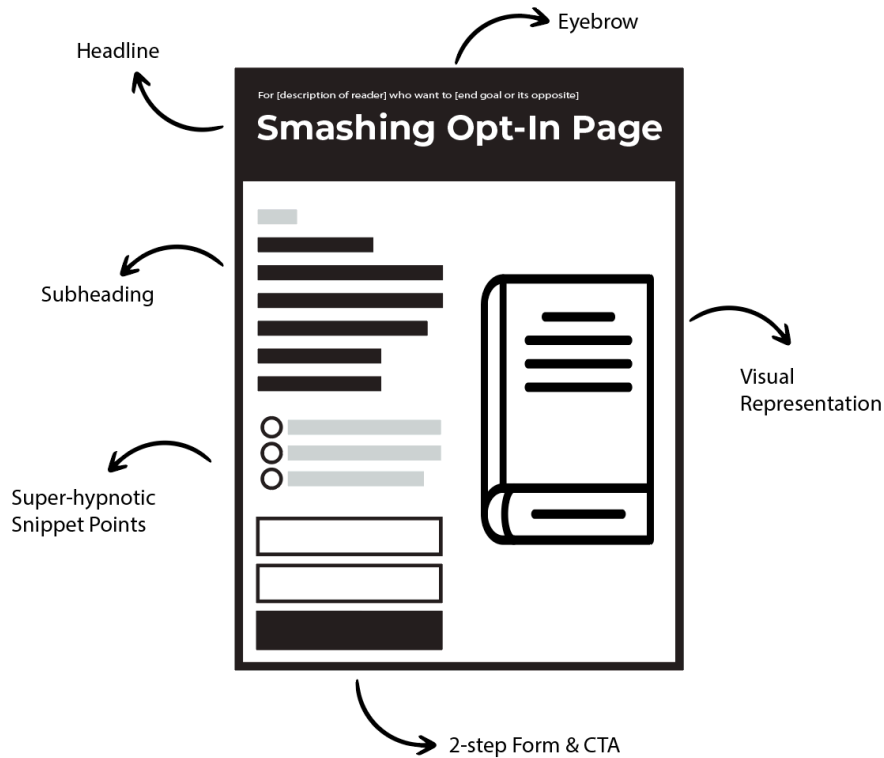 Eyebrow
Headline
For [description of reader] who want to [end goal or its opposite]
Smashing Opt-In Page
Subheading
Visual
Representation
Super-hypnotic
Snippet Points
2-step Form & CTA